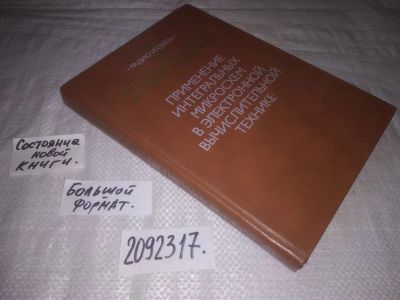 «РАДИО И СВЯЗЬ»
ПРИМЕНЕНИЕ
ИНТЕГРАЛЬНЫХ
МИКРОСХЕМ
В ЭЛЕКТРОННОЙ
ВЫЧИСЛИТЕЛЬНОЙ
ТЕХНИКЕ
Состояние
новой
книги.
Большой
формат.
2092317.